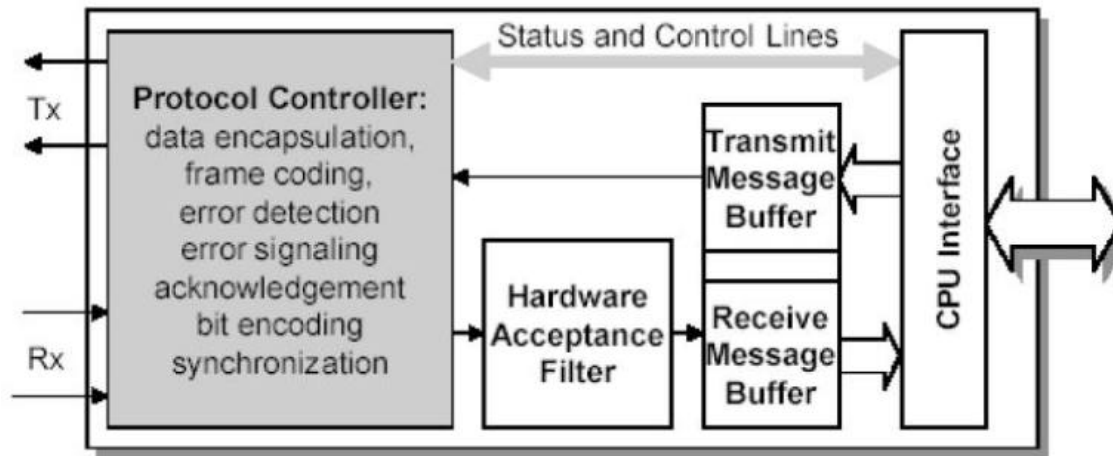 Status and Control Lines
Tx
Protocol Controller:
data encapsulation,
frame coding,
error detection
error signaling
acknowledgement
bit encoding
synchronization
Rx
Hardware
Acceptance
Filter
Transmit
Message
Buffer
Receive
Message
Buffer
CPU Interface